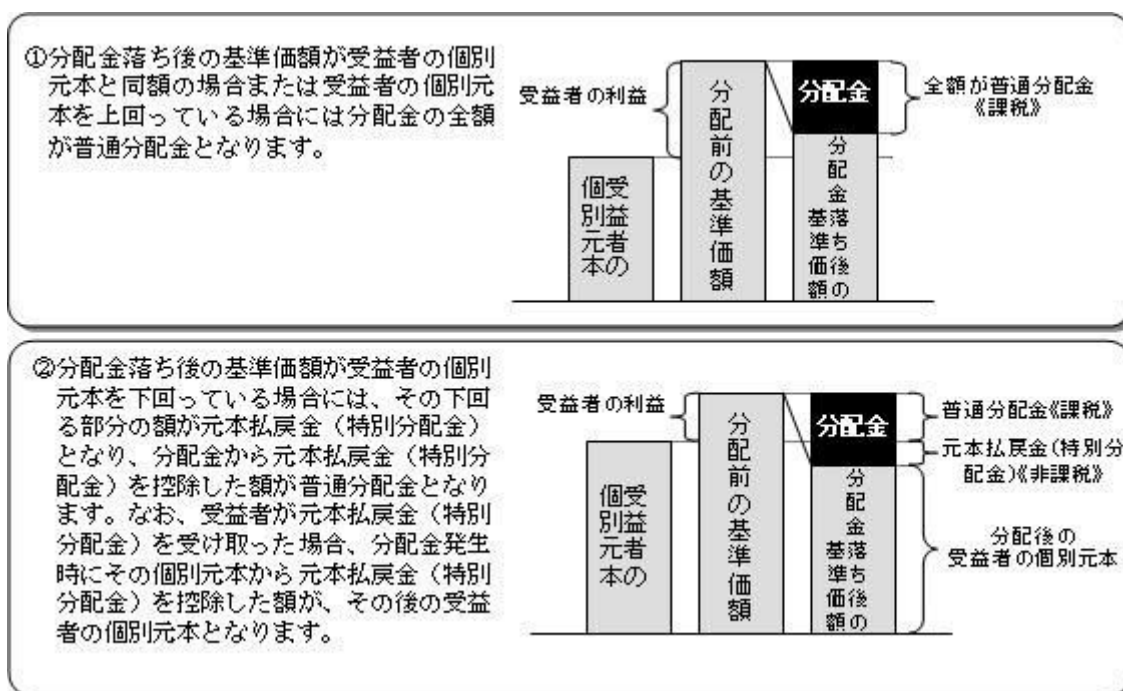 ①分配金落ち後の基準価額が受益者の個別
元本と同額の場合または受益者の個別元
本を上回っている場合には分配金の全額
が普通分配金となります。
受益者の利益
受益者の
個別元本
分配前の基準価額
分配金
分配金落ち後の
基準価額
全額が普通分配金
《課税》
②分配金落ち後の基準価額が受益者の個別
元本を下回っている場合には、その下回
る部分の額が元本払戻金（特別分配金）
となり、分配金から元本払戻金（特別分
配金）を控除した額が普通分配金となり
ます。なお、受益者が元本払戻金（特別
分配金）を受け取った場合、分配金発生
時にその個別元本から元本払戻金（特別
分配金）を控除した額が、その後の受益
者の個別元本となります。
受益者の利益
受益者の
個別元本
分配前の基準価額
分配金
分配金落ち後の
基準価額
普通分配金《課税》
元本払戻金(特別分
配金)《非課税》
分配後の
受益者の個別元本